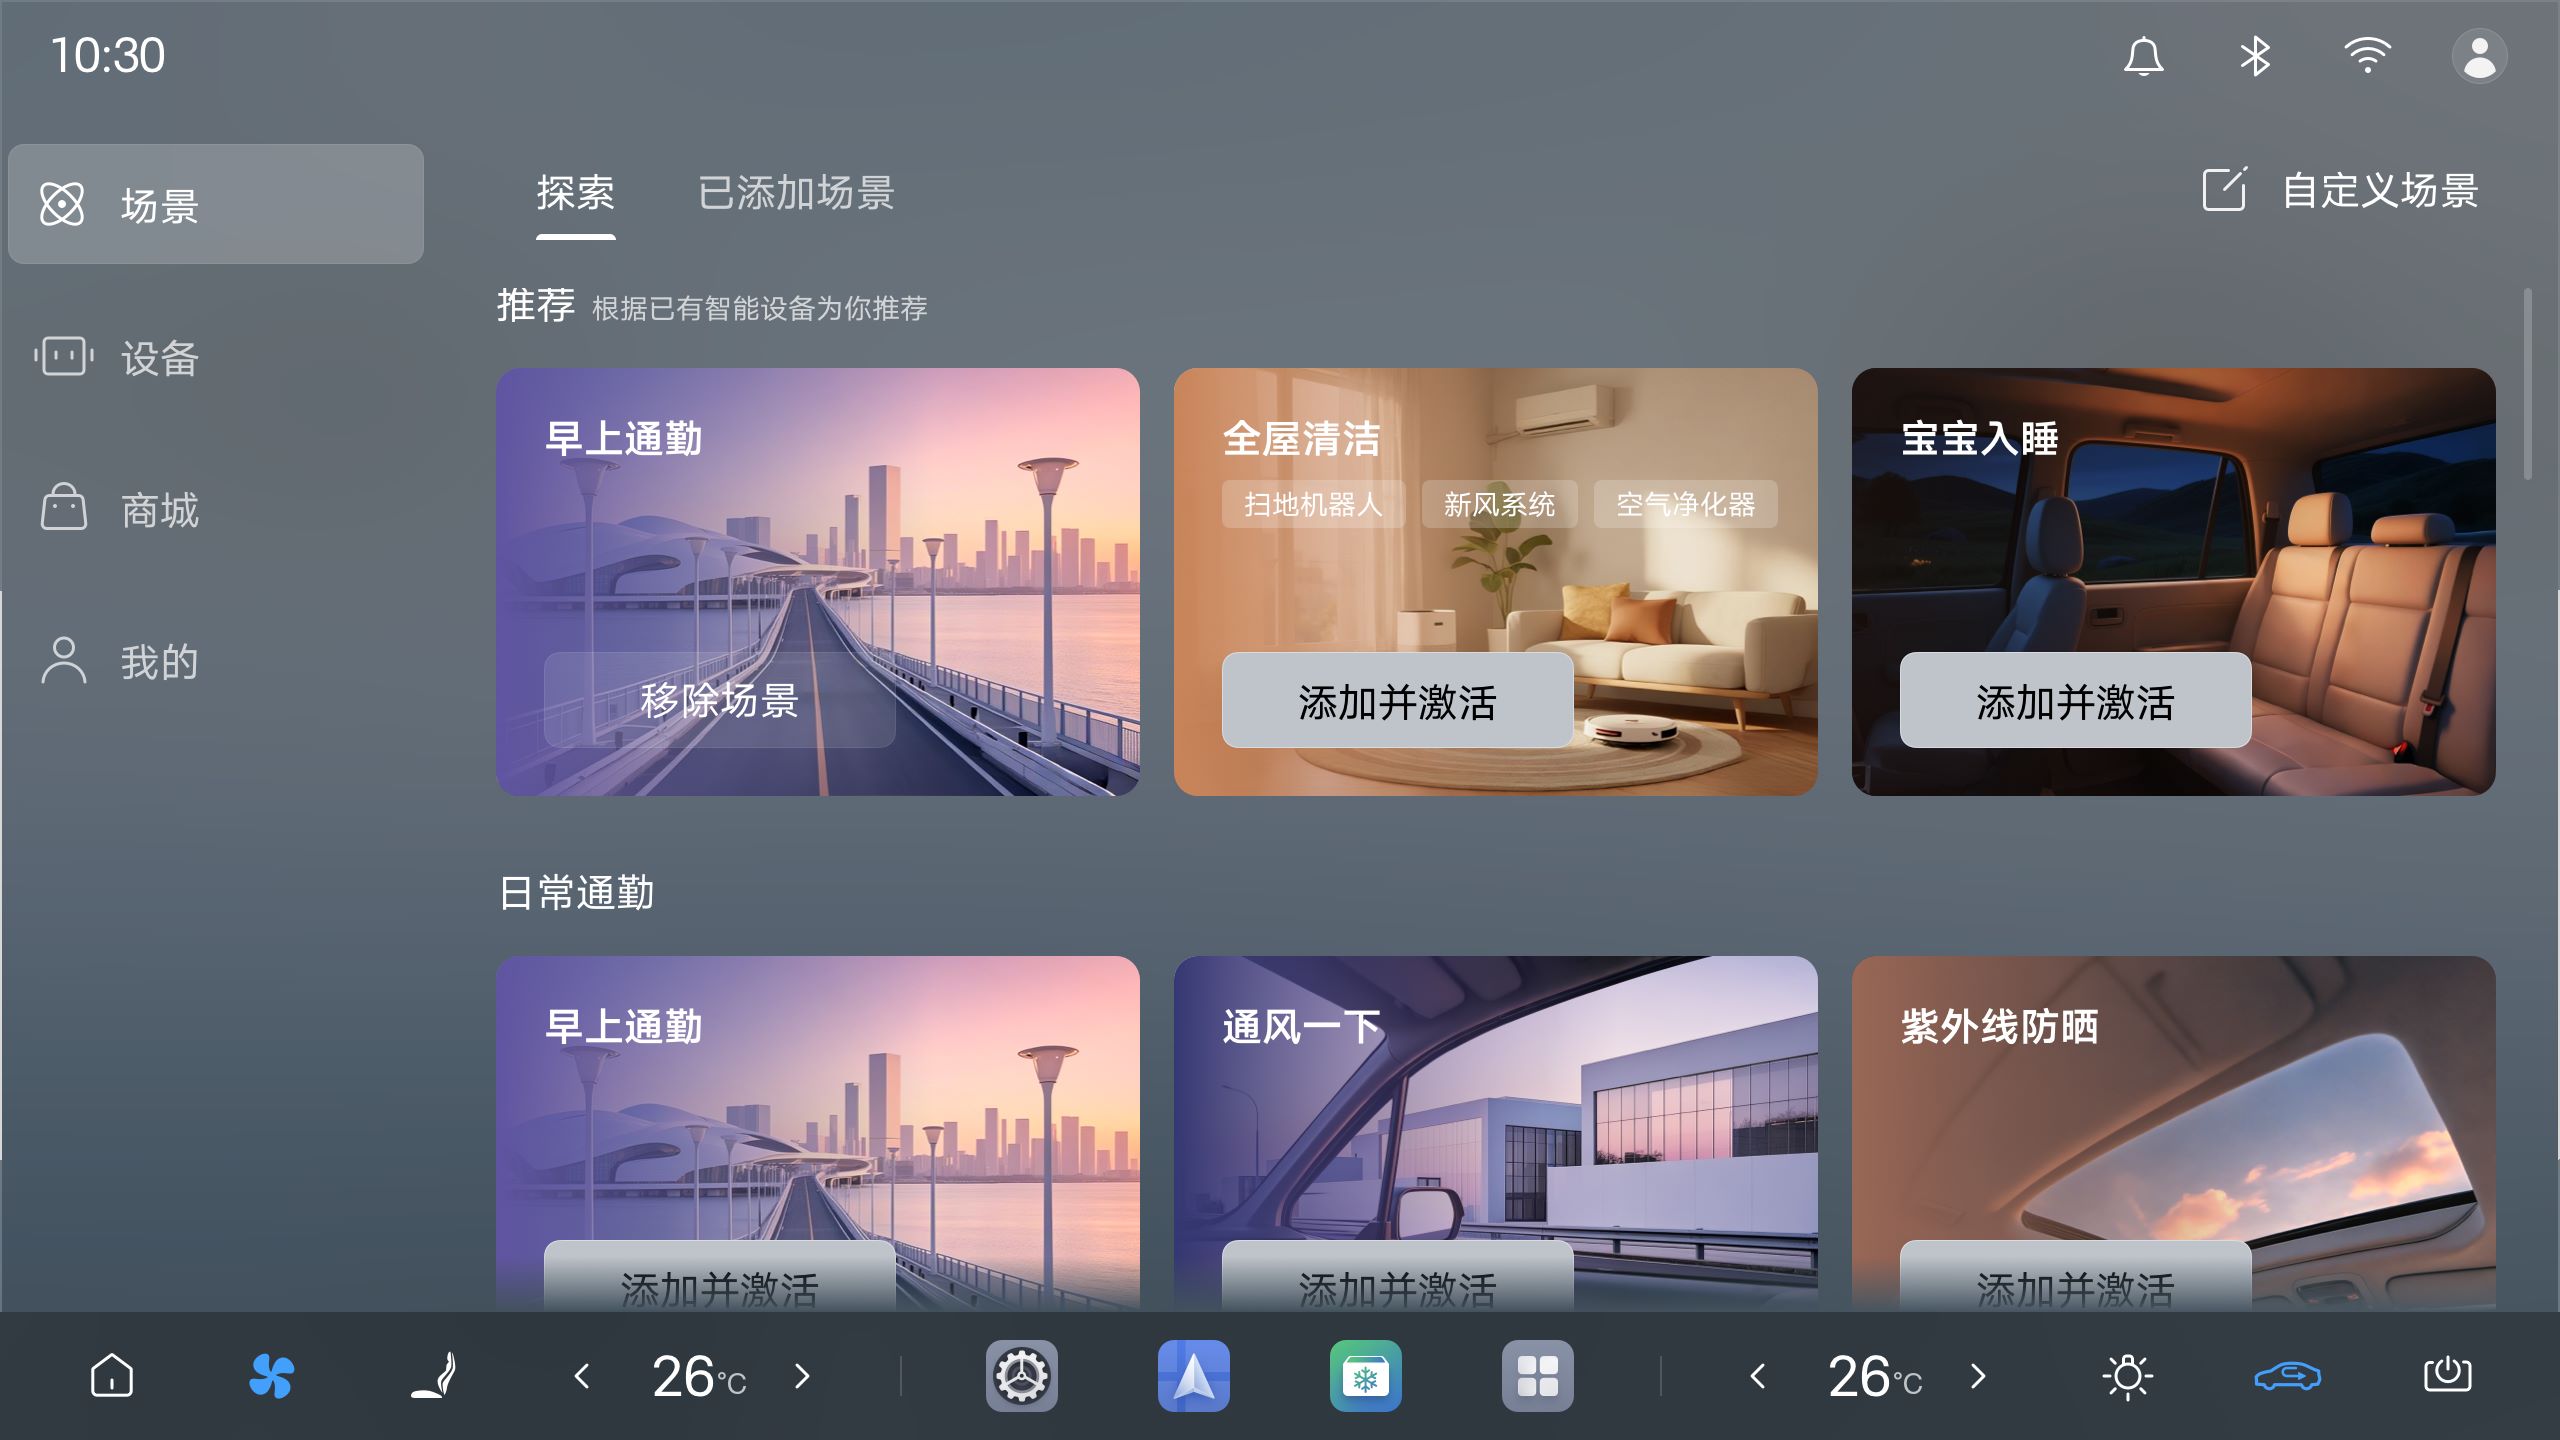 10:30
场景
设备
商城
我的
探索 已添加场景
自定义场景
推荐 根据已有智能设备为你推荐
早上通勤
移除场景
全屋清洁
扫地机器人 新风系统 空气净化器
添加并激活
宝宝入睡
添加并激活
日常通勤
早上通勤
添加并激活
通风一下
添加并激活
紫外线防晒
添加并激活
26°C
26°C